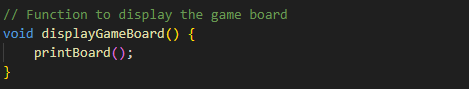 // Function to display the game board
void displayGameBoard() {
    printBoard();
}